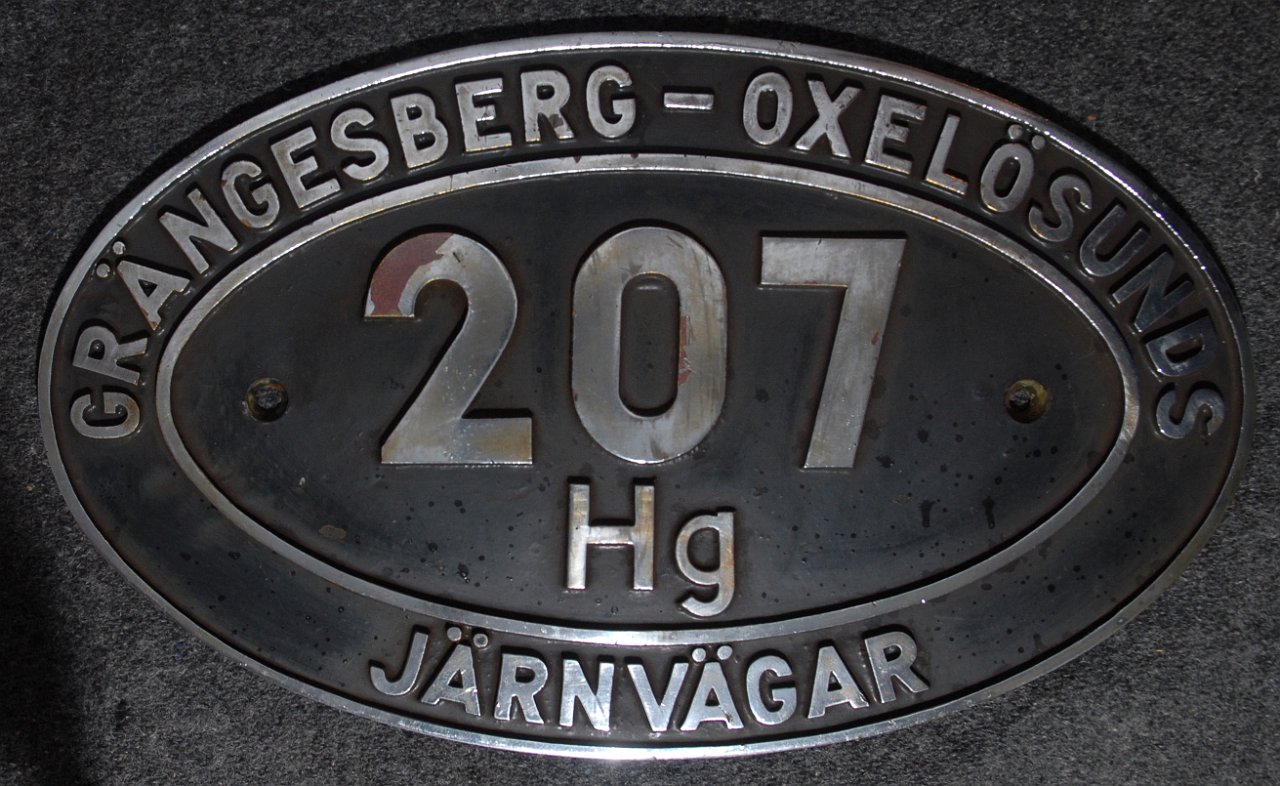 GRÄNGESBERG – OXELÖSUNDS
207
Hg
JÄRNVÄGAR